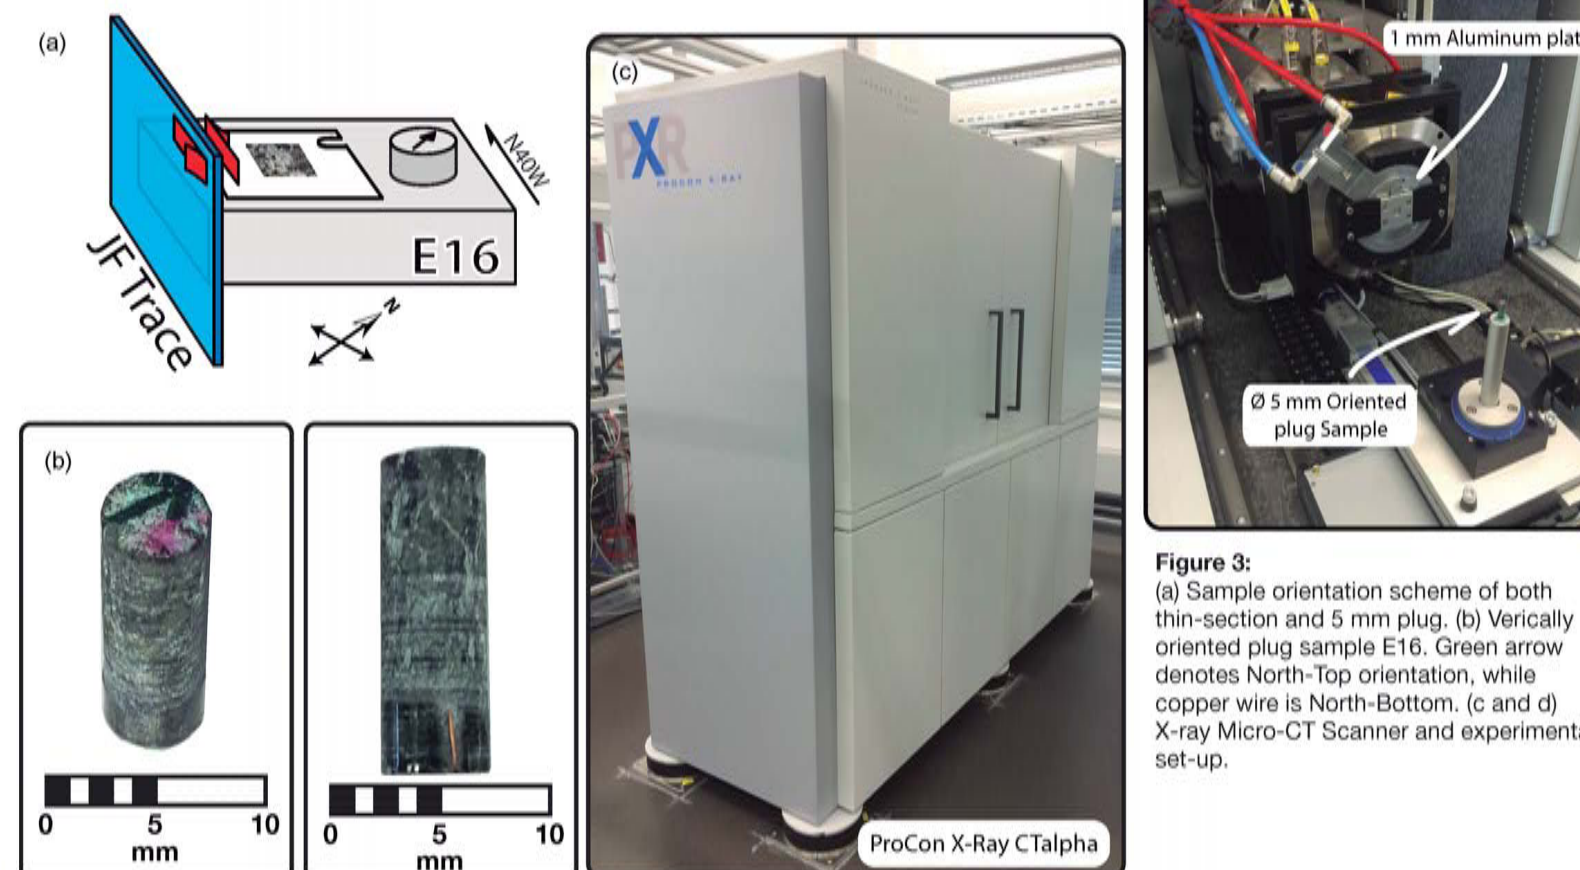 (a)
N40W
E16
JF Trace
N
(b)
0 5 10
mm
0 5 10
mm
(c)
PXR
PROCON X-RAY
ProCon X-Ray CTalpha
1 mm Aluminum plat
Ø 5 mm Oriented
plug Sample
Figure 3:
(a) Sample orientation scheme of both
thin-section and 5 mm plug. (b) Verically
oriented plug sample E16. Green arrow
denotes North-Top orientation, while
copper wire is North-Bottom. (c and d)
X-ray Micro-CT Scanner and experiment
set-up.